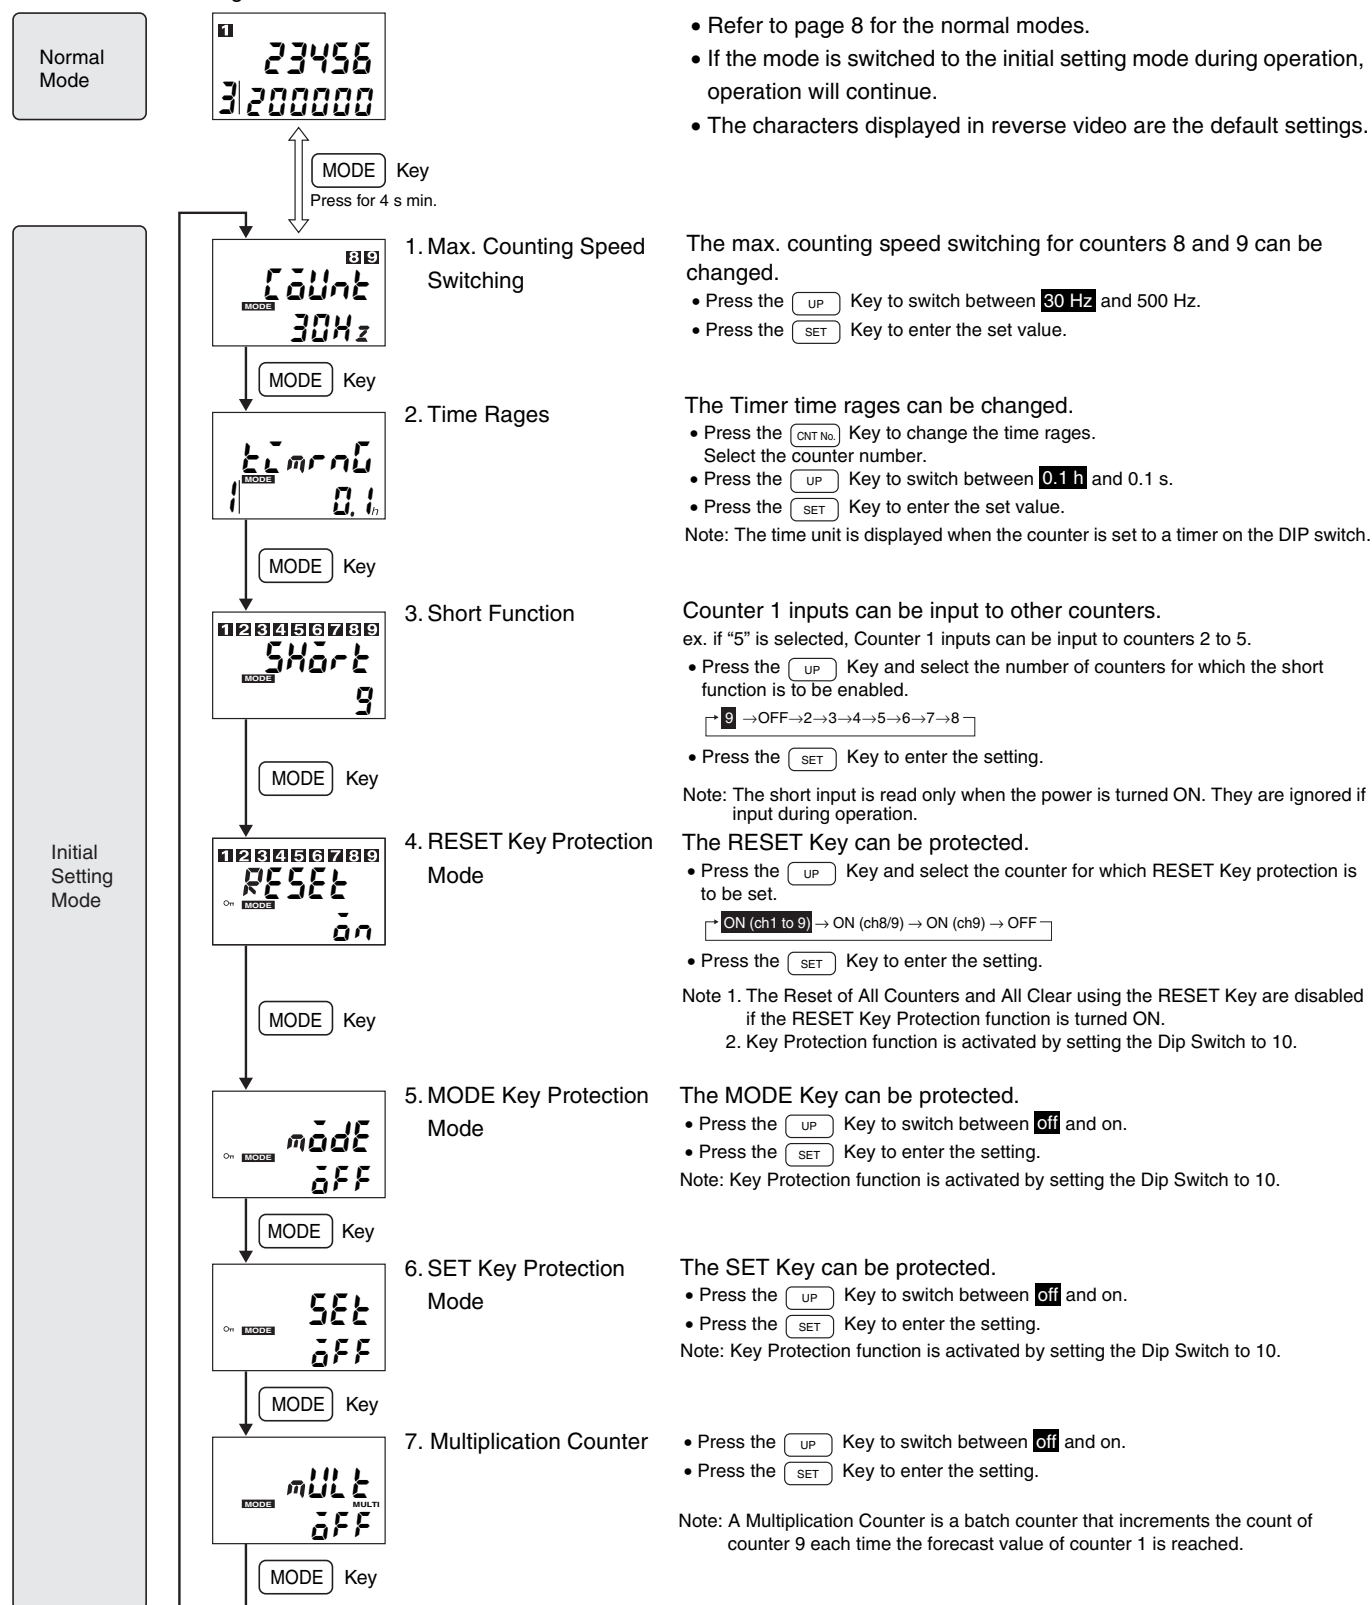 Normal
Mode
1
23456
3 200000
• Refer to page 8 for the normal modes.
• If the mode is switched to the initial setting mode during operation,
operation will continue.
• The characters displayed in reverse video are the default settings.
MODE Key
Press for 4 s min.
Initial
Setting
Mode
8 9
CoUnt
MODE
30Hz
1. Max. Counting Speed
Switching
The max. counting speed switching for counters 8 and 9 can be
changed.
• Press the UP Key to switch between 30 Hz and 500 Hz.
• Press the SET Key to enter the set value.
MODE Key
timrnG
MODE
1 0.1h
2. Time Rages
The Timer time rages can be changed.
• Press the CNT No. Key to change the time rages.
Select the counter number.
• Press the UP Key to switch between 0.1 h and 0.1 s.
• Press the SET Key to enter the set value.
Note: The time unit is displayed when the counter is set to a timer on the DIP switch.
MODE Key
1 2 3 4 5 6 7 8 9
SHort
MODE
9
3. Short Function
Counter 1 inputs can be input to other counters.
ex. if “5” is selected, Counter 1 inputs can be input to counters 2 to 5.
• Press the UP Key and select the number of counters for which the short
function is to be enabled.
9 →OFF→2→3→4→5→6→7→8
• Press the SET Key to enter the setting.
Note: The short input is read only when the power is turned ON. They are ignored if
input during operation.
MODE Key
1 2 3 4 5 6 7 8 9
RESEt
MODE
on
4. RESET Key Protection
Mode
The RESET Key can be protected.
• Press the UP Key and select the counter for which RESET Key protection is
to be set.
ON (ch1 to 9) → ON (ch8/9) → ON (ch9) → OFF
• Press the SET Key to enter the setting.
Note 1. The Reset of All Counters and All Clear using the RESET Key are disabled
if the RESET Key Protection function is turned ON.
2. Key Protection function is activated by setting the Dip Switch to 10.
MODE Key
modE
MODE
oFF
5. MODE Key Protection
Mode
The MODE Key can be protected.
• Press the UP Key to switch between off and on.
• Press the SET Key to enter the setting.
Note: Key Protection function is activated by setting the Dip Switch to 10.
MODE Key
SEt
MODE
oFF
6. SET Key Protection
Mode
The SET Key can be protected.
• Press the UP Key to switch between off and on.
• Press the SET Key to enter the setting.
Note: Key Protection function is activated by setting the Dip Switch to 10.
MODE Key
mULt
MODE MULTI
oFF
7. Multiplication Counter
• Press the UP Key to switch between off and on.
• Press the SET Key to enter the setting.
Note: A Multiplication Counter is a batch counter that increments the count of
counter 9 each time the forecast value of counter 1 is reached.
MODE Key